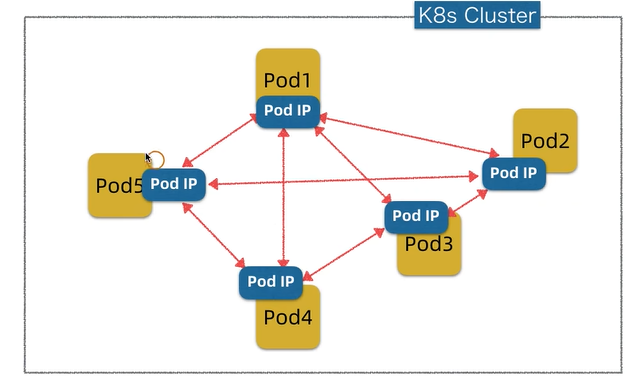 K8s Cluster
Pod1
Pod IP
Pod2
Pod IP
Pod5
Pod IP
Pod IP
Pod3
Pod IP
Pod4